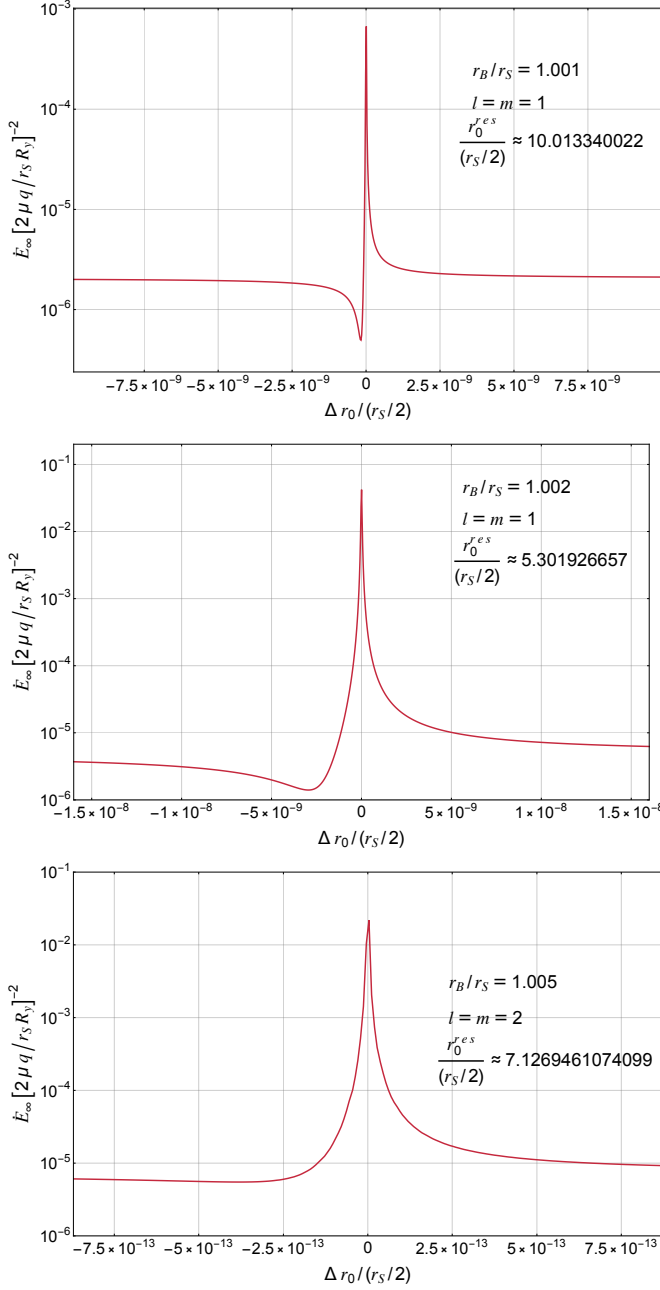 10⁻³
10⁻⁴
10⁻⁵
10⁻⁶
Ė∞ [2 μ q / r_S R_y]⁻²
r_B / r_S = 1.001
l = m = 1
r_0^{res} / (r_S / 2) ≈ 10.013340022
−7.5 × 10⁻⁹ −5. × 10⁻⁹ −2.5 × 10⁻⁹ 0 2.5 × 10⁻⁹ 5. × 10⁻⁹ 7.5 × 10⁻⁹
Δ r_0 / (r_S / 2)
10⁻¹
10⁻²
10⁻³
10⁻⁴
10⁻⁵
10⁻⁶
Ė∞ [2 μ q / r_S R_y]⁻²
r_B / r_S = 1.002
l = m = 1
r_0^{res} / (r_S / 2) ≈ 5.301926657
−1.5 × 10⁻⁸ −1. × 10⁻⁸ −5. × 10⁻⁹ 0 5. × 10⁻⁹ 1. × 10⁻⁸ 1.5 × 10⁻⁸
Δ r_0 / (r_S / 2)
10⁻¹
10⁻²
10⁻³
10⁻⁴
10⁻⁵
10⁻⁶
Ė∞ [2 μ q / r_S R_y]⁻²
r_B / r_S = 1.005
l = m = 2
r_0^{res} / (r_S / 2) ≈ 7.1269461074099
−7.5 × 10⁻¹³ −5. × 10⁻¹³ −2.5 × 10⁻¹³ 0 2.5 × 10⁻¹³ 5. × 10⁻¹³ 7.5 × 10⁻¹³
Δ r_0 / (r_S / 2)